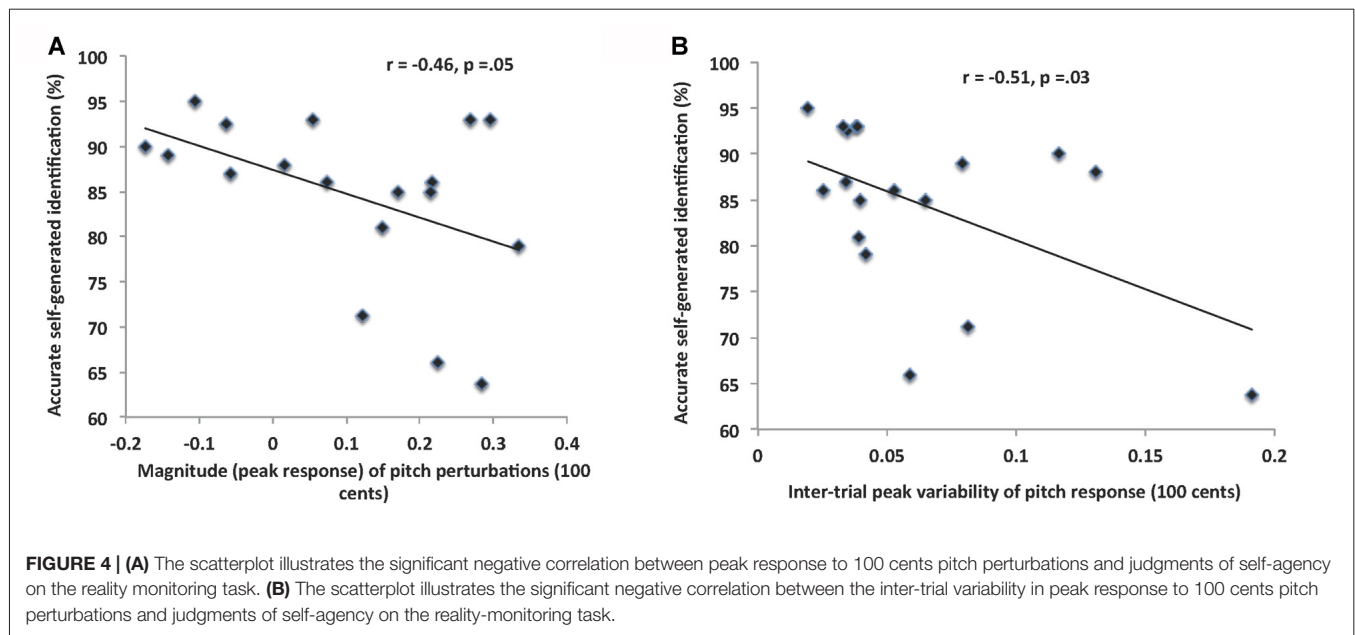 A
r = -0.46, p =.05
Accurate self-generated identification (%)
100
95
90
85
80
75
70
65
60
-0.2
-0.1
0
0.1
0.2
0.3
0.4
Magnitude (peak response) of pitch perturbations (100
cents)
B
r = -0.51, p =.03
Accurate self-generated identification (%)
100
95
90
85
80
75
70
65
60
0
0.05
0.1
0.15
0.2
Inter-trial peak variability of pitch response (100 cents)
FIGURE 4 | (A) The scatterplot illustrates the significant negative correlation between peak response to 100 cents pitch perturbations and judgments of self-agency
on the reality monitoring task. (B) The scatterplot illustrates the significant negative correlation between the inter-trial variability in peak response to 100 cents pitch
perturbations and judgments of self-agency on the reality-monitoring task.